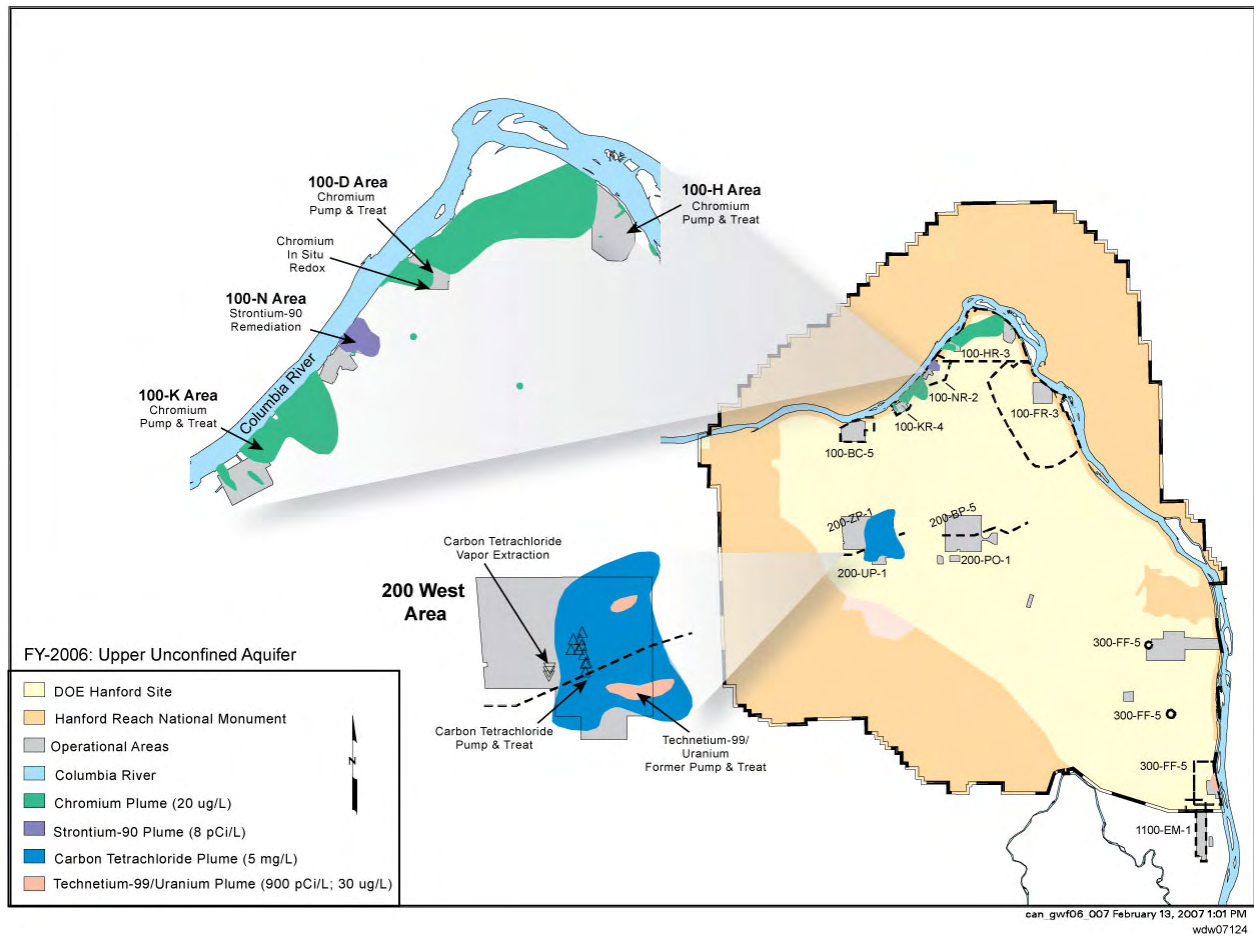 100-D Area
Chromium
Pump & Treat
100-H Area
Chromium
Pump & Treat
Chromium
In Situ
Redox
100-N Area
Strontium-90
Remediation
Columbia River
100-K Area
Chromium
Pump & Treat
100-HR-3
100-NR-2
100-FR-3
100-KR-4
100-BC-5
200-ZP-1
200-BP-5
200-UP-1
200-PO-1
Carbon Tetrachloride
Vapor Extraction
200 West
Area
Carbon Tetrachloride
Pump & Treat
Technetium-99/
Uranium
Former Pump & Treat
300-FF-5
300-FF-5
300-FF-5
1100-EM-1
FY-2006: Upper Unconfined Aquifer
DOE Hanford Site
Hanford Reach National Monument
Operational Areas
Columbia River
Chromium Plume (20 ug/L)
Strontium-90 Plume (8 pCi/L)
Carbon Tetrachloride Plume (5 mg/L)
Technetium-99/Uranium Plume (900 pCi/L; 30 ug/L)
N
can_gwf06_007 February 13, 2007 1:01 PM
wdw07124